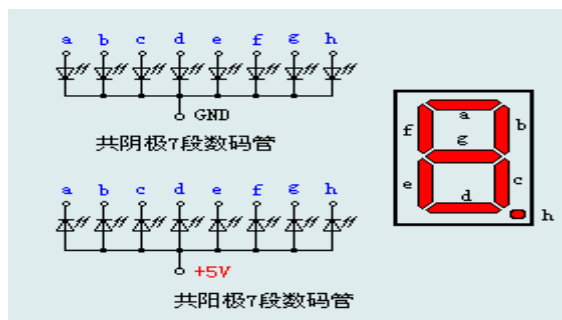 a b c d e f g h
GND
共阴极7段数码管
a b c d e f g h
+5V
共阳极7段数码管
a
f b
g
e c
d
h